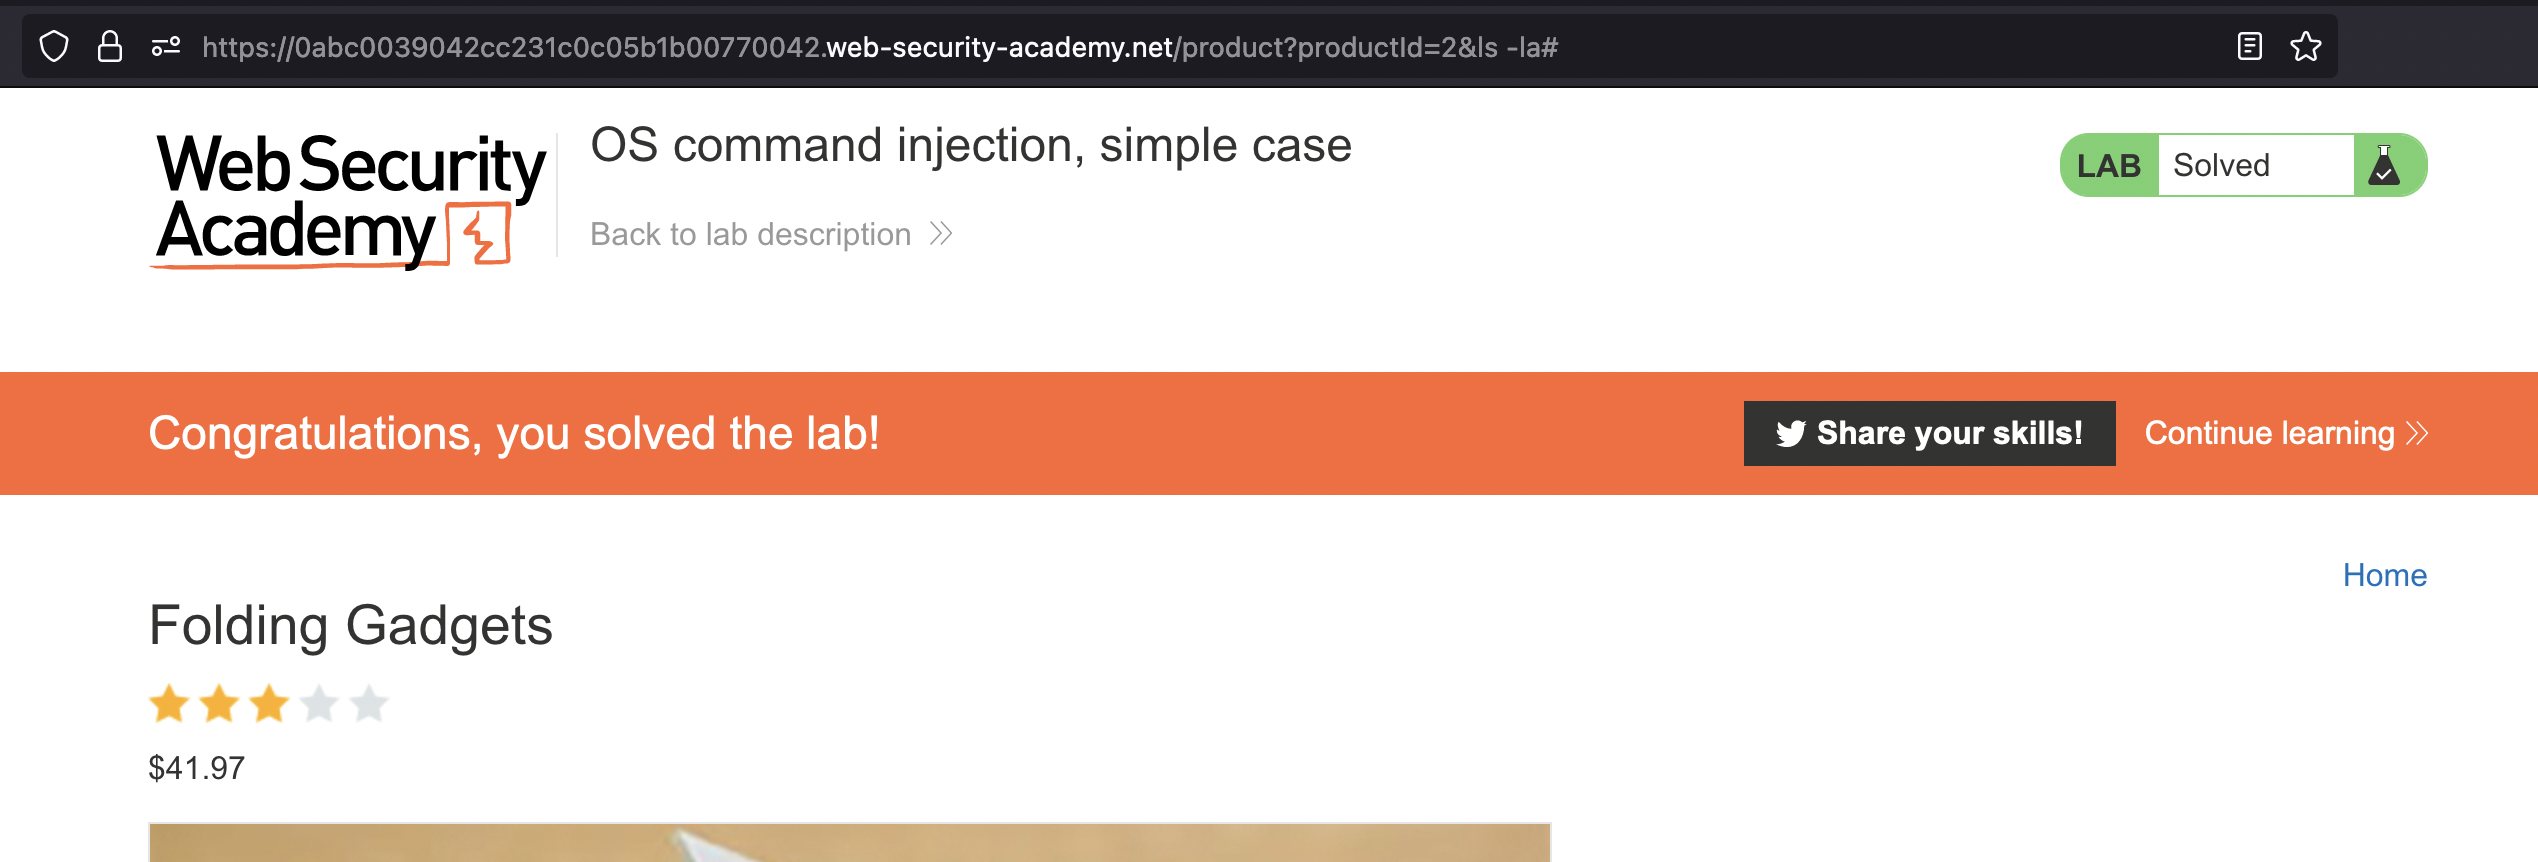 https://0abc0039042cc231c0c05b1b00770042.web-security-academy.net/product?productId=2&ls -la#
Web Security
Academy
OS command injection, simple case
Back to lab description
LAB Solved
Congratulations, you solved the lab!
Share your skills!
Continue learning
Home
Folding Gadgets
$41.97